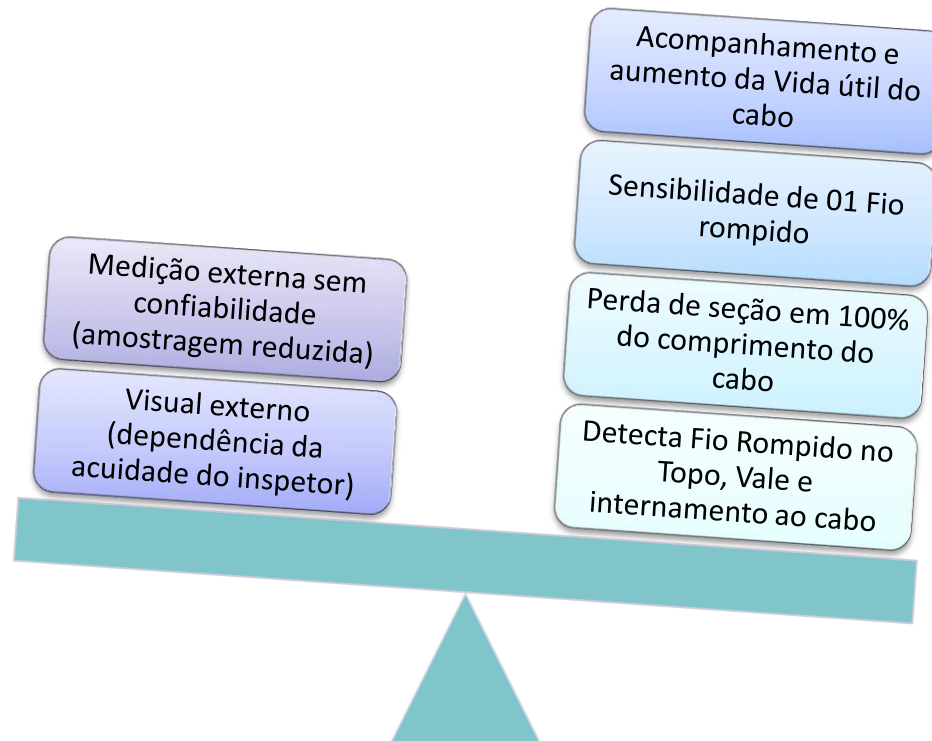 Medição externa sem
confiabilidade
(amostragem reduzida)
Visual externo
(dependência da
acuidade do inspetor)
Acompanhamento e
aumento da Vida útil do
cabo
Sensibilidade de 01 Fio
rompido
Perda de seção em 100%
do comprimento do
cabo
Detecta Fio Rompido no
Topo, Vale e
internamento ao cabo